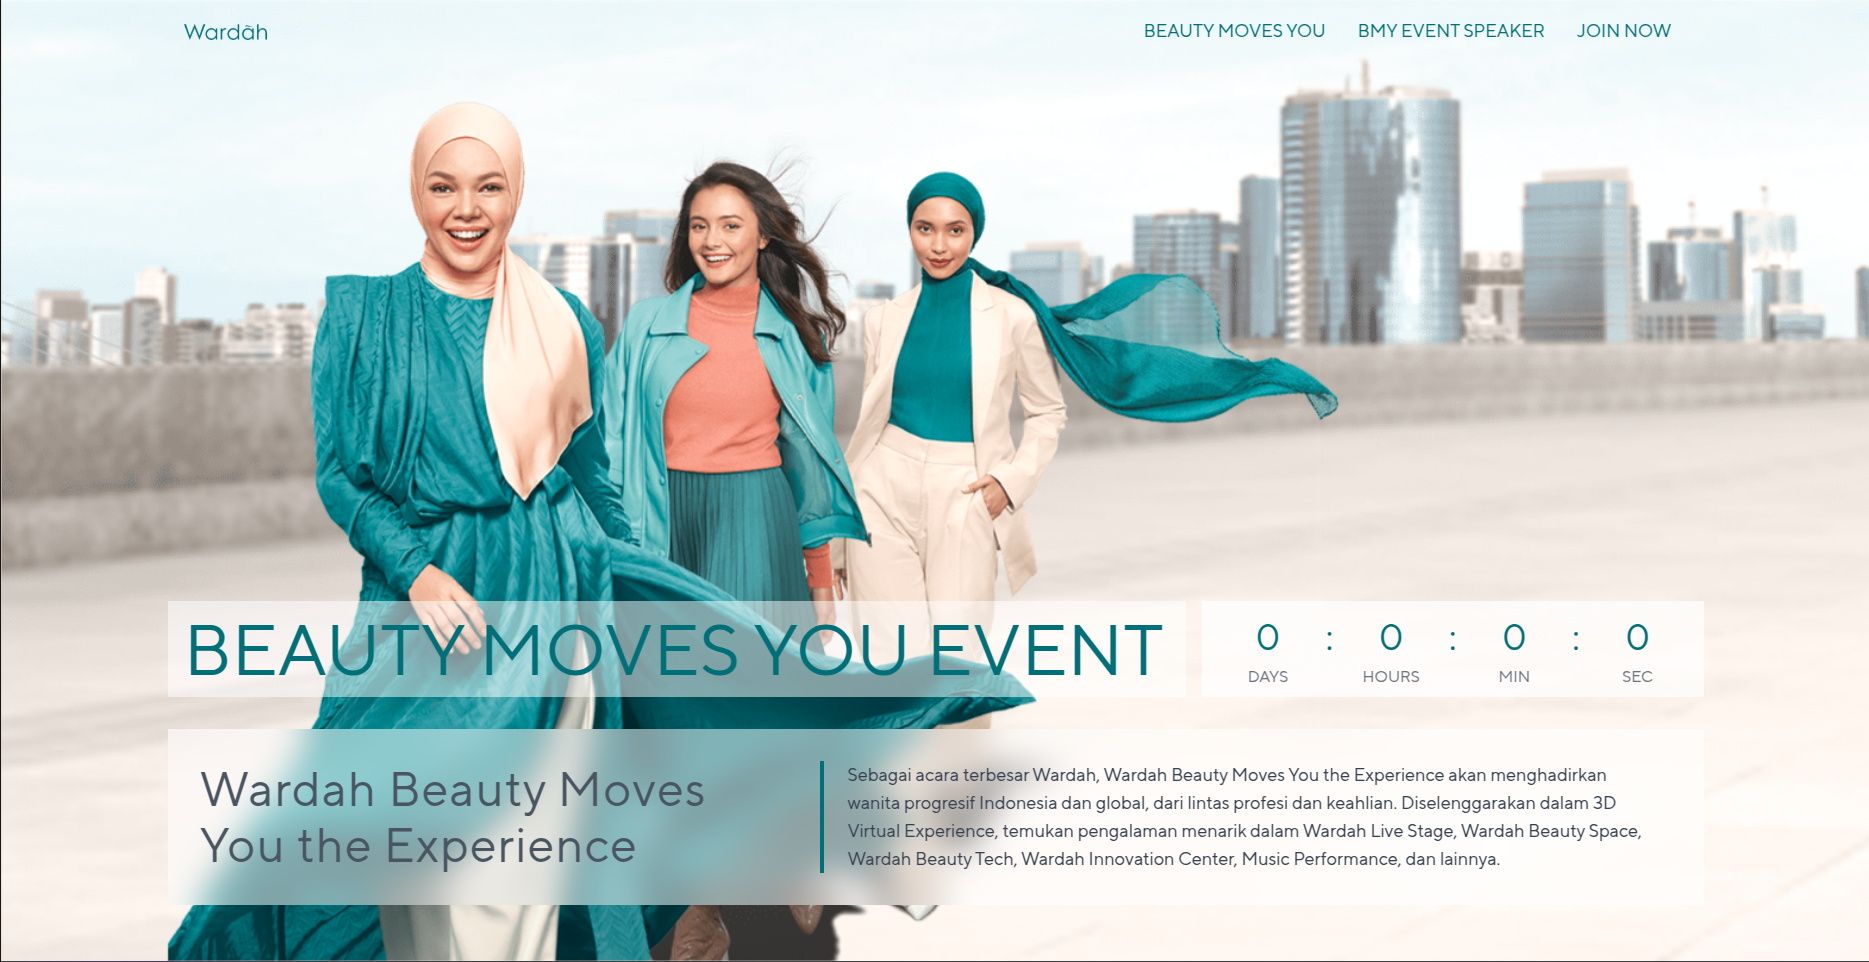 Wardãh
BEAUTY MOVES YOU
BMY EVENT SPEAKER
JOIN NOW
BEAUTY MOVES YOU EVENT
0 : 0 : 0 : 0
DAYS HOURS MIN SEC
Wardah Beauty Moves
You the Experience
Sebagai acara terbesar Wardah, Wardah Beauty Moves You the Experience akan menghadirkan
wanita progresif Indonesia dan global, dari lintas profesi dan keahlian. Diselenggarakan dalam 3D
Virtual Experience, temukan pengalaman menarik dalam Wardah Live Stage, Wardah Beauty Space,
Wardah Beauty Tech, Wardah Innovation Center, Music Performance, dan lainnya.